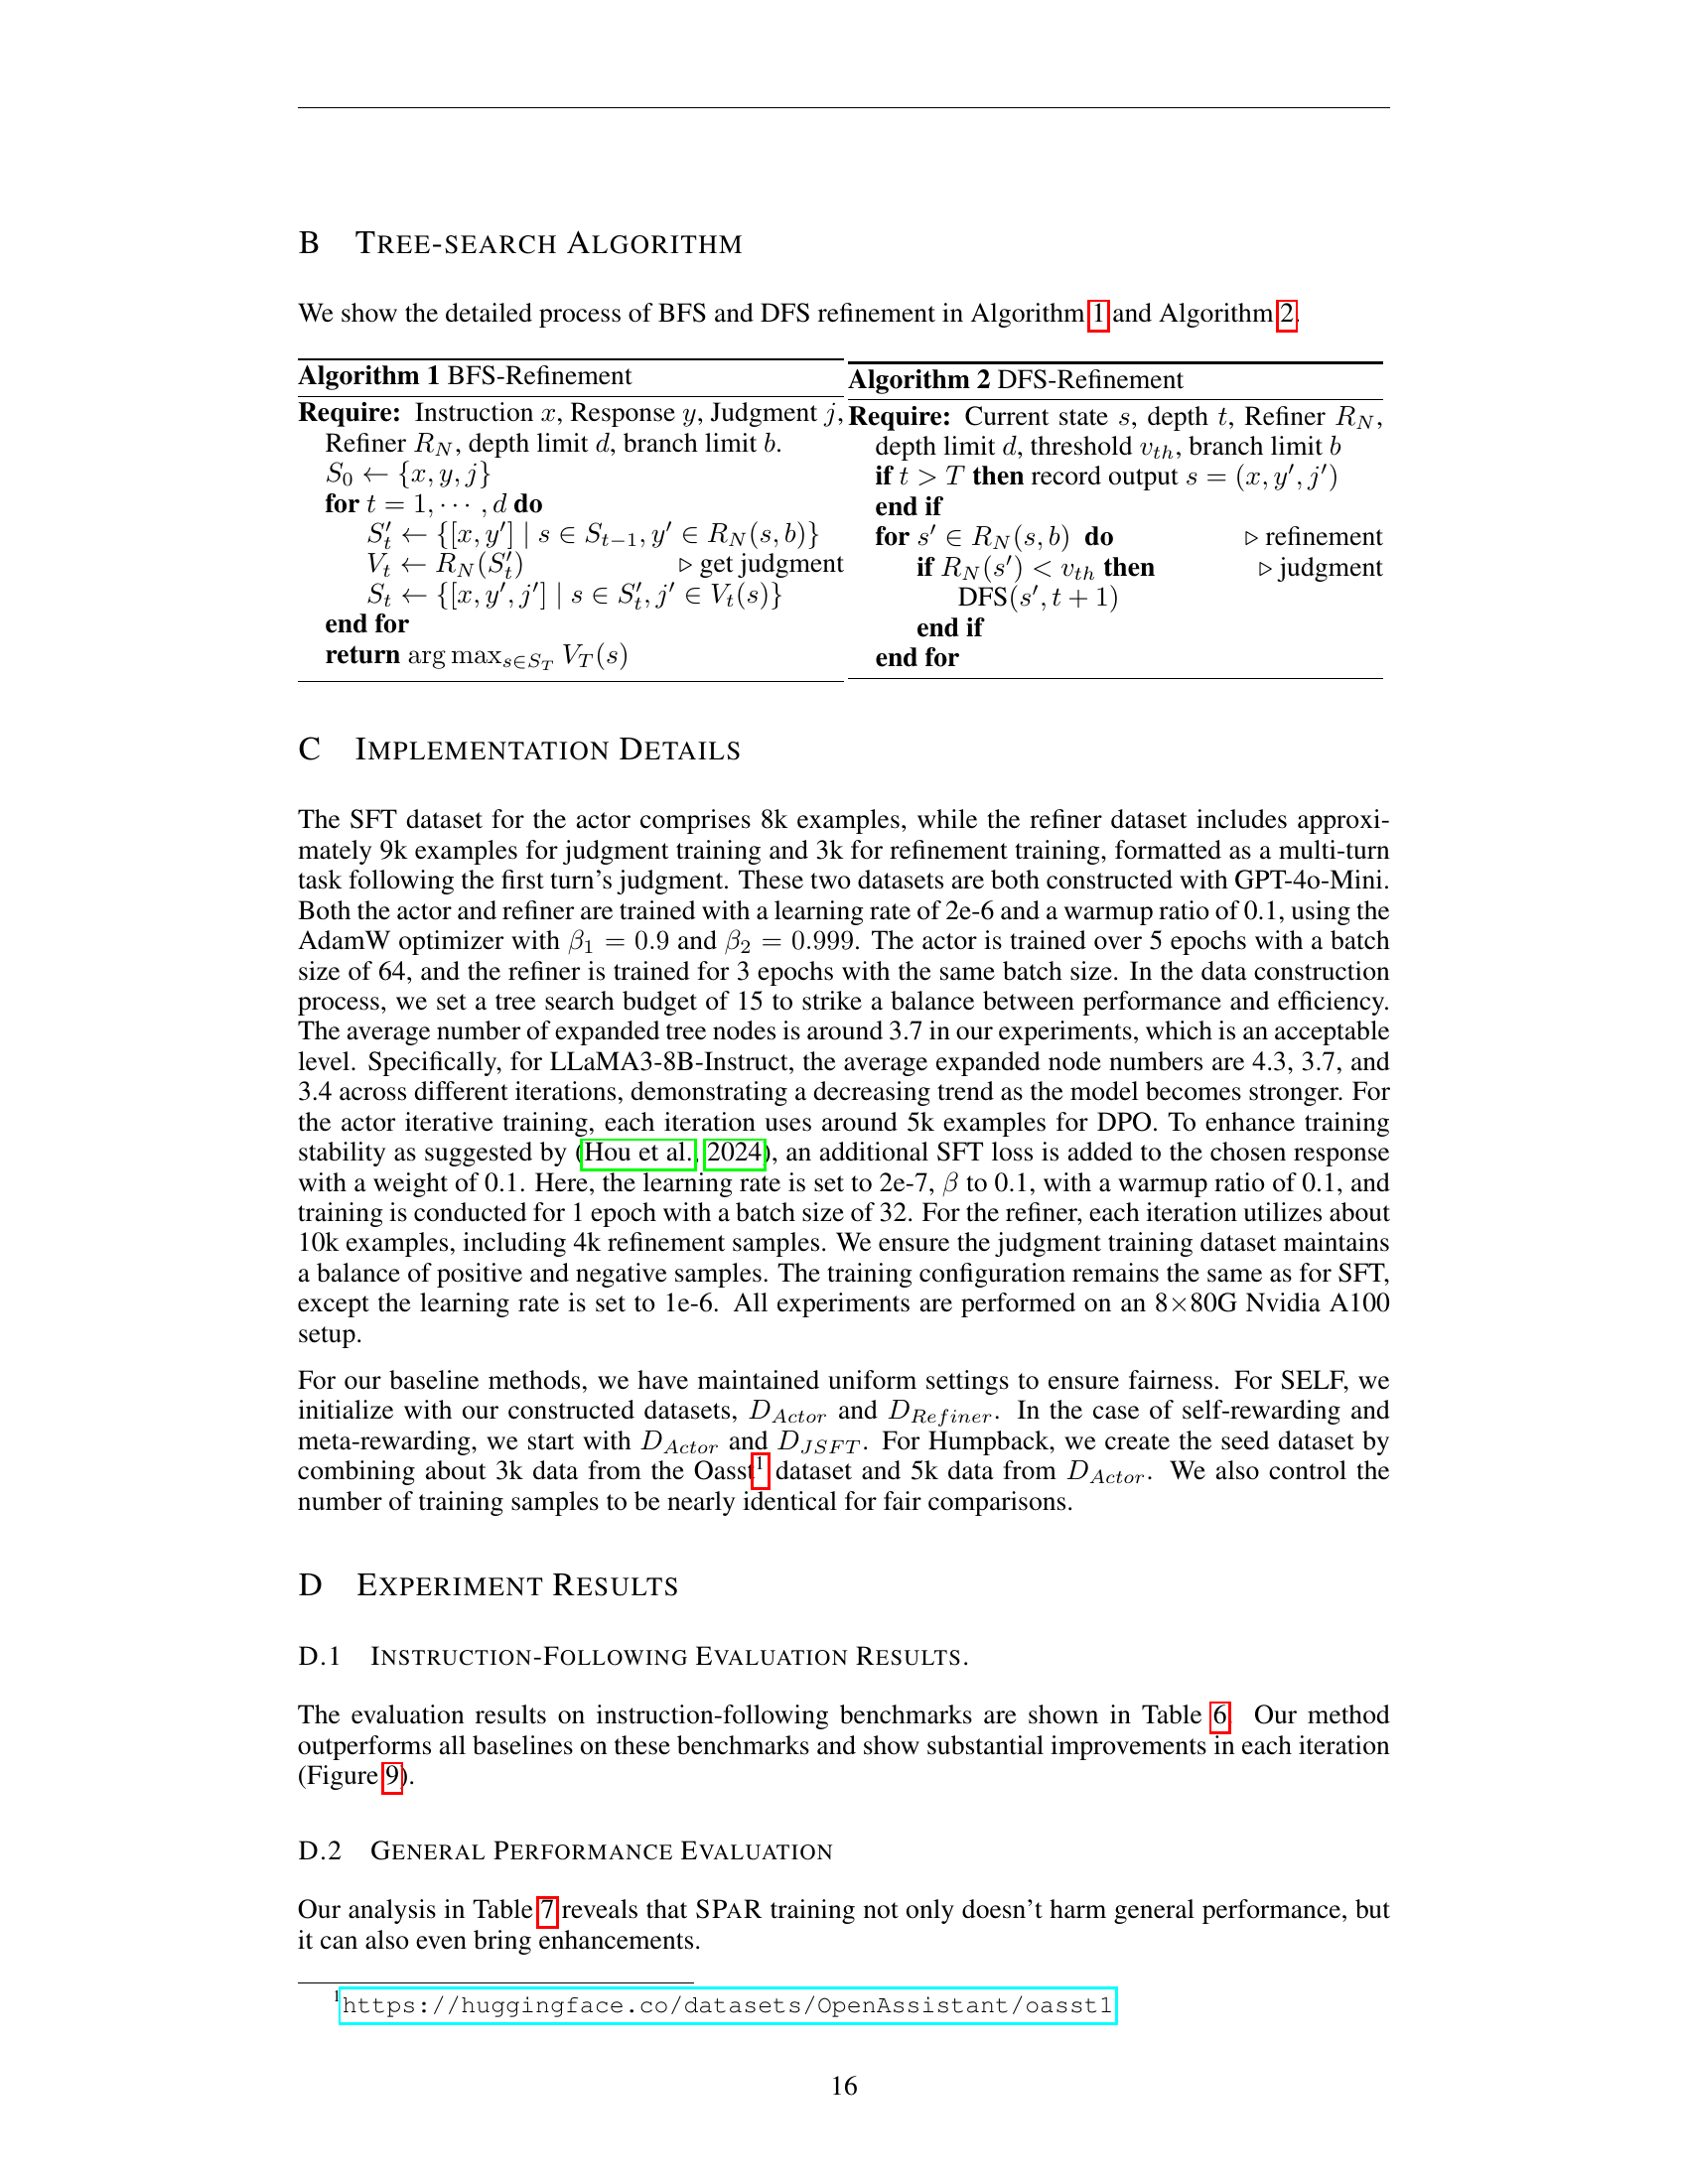 B TREE-SEARCH ALGORITHM
We show the detailed process of BFS and DFS refinement in Algorithm 1 and Algorithm 2.
Algorithm 1 BFS-Refinement
Require: Instruction x, Response y, Judgment j,
Refiner R_N, depth limit d, branch limit b.
S_0 ← {x, y, j}
for t = 1, ⋯ , d do
S′_t ← {[x, y′] | s ∈ S_{t−1}, y′ ∈ R_N(s, b)}
V_t ← R_N(S′_t) ▷ get judgment
S_t ← {[x, y′, j′] | s ∈ S′_t, j′ ∈ V_t(s)}
end for
return arg max_{s∈S_T} V_T(s)
Algorithm 2 DFS-Refinement
Require: Current state s, depth t, Refiner R_N,
depth limit d, threshold v_{th}, branch limit b
if t > T then record output s = (x, y′, j′)
end if
for s′ ∈ R_N(s, b) do ▷ refinement
if R_N(s′) < v_{th} then ▷ judgment
DFS(s′, t + 1)
end if
end for
C IMPLEMENTATION DETAILS
The SFT dataset for the actor comprises 8k examples, while the refiner dataset includes approxi-
mately 9k examples for judgment training and 3k for refinement training, formatted as a multi-turn
task following the first turn's judgment. These two datasets are both constructed with GPT-4o-Mini.
Both the actor and refiner are trained with a learning rate of 2e-6 and a warmup ratio of 0.1, using the
AdamW optimizer with β_1 = 0.9 and β_2 = 0.999. The actor is trained over 5 epochs with a batch
size of 64, and the refiner is trained for 3 epochs with the same batch size. In the data construction
process, we set a tree search budget of 15 to strike a balance between performance and efficiency.
The average number of expanded tree nodes is around 3.7 in our experiments, which is an acceptable
level. Specifically, for LLaMA3-8B-Instruct, the average expanded node numbers are 4.3, 3.7, and
3.4 across different iterations, demonstrating a decreasing trend as the model becomes stronger. For
the actor iterative training, each iteration uses around 5k examples for DPO. To enhance training
stability as suggested by (Hou et al., 2024), an additional SFT loss is added to the chosen response
with a weight of 0.1. Here, the learning rate is set to 2e-7, β to 0.1, with a warmup ratio of 0.1, and
training is conducted for 1 epoch with a batch size of 32. For the refiner, each iteration utilizes about
10k examples, including 4k refinement samples. We ensure the judgment training dataset maintains
a balance of positive and negative samples. The training configuration remains the same as for SFT,
except the learning rate is set to 1e-6. All experiments are performed on an 8×80G Nvidia A100
setup.
For our baseline methods, we have maintained uniform settings to ensure fairness. For SELF, we
initialize with our constructed datasets, D_{Actor} and D_{Refiner}. In the case of self-rewarding and
meta-rewarding, we start with D_{Actor} and D_{JSFT}. For Humpback, we create the seed dataset by
combining about 3k data from the Oasst¹ dataset and 5k data from D_{Actor}. We also control the
number of training samples to be nearly identical for fair comparisons.
D EXPERIMENT RESULTS
D.1 INSTRUCTION-FOLLOWING EVALUATION RESULTS.
The evaluation results on instruction-following benchmarks are shown in Table 6. Our method
outperforms all baselines on these benchmarks and show substantial improvements in each iteration
(Figure 9).
D.2 GENERAL PERFORMANCE EVALUATION
Our analysis in Table 7 reveals that SPAR training not only doesn't harm general performance, but
it can also even bring enhancements.
¹https://huggingface.co/datasets/OpenAssistant/oasst1
16